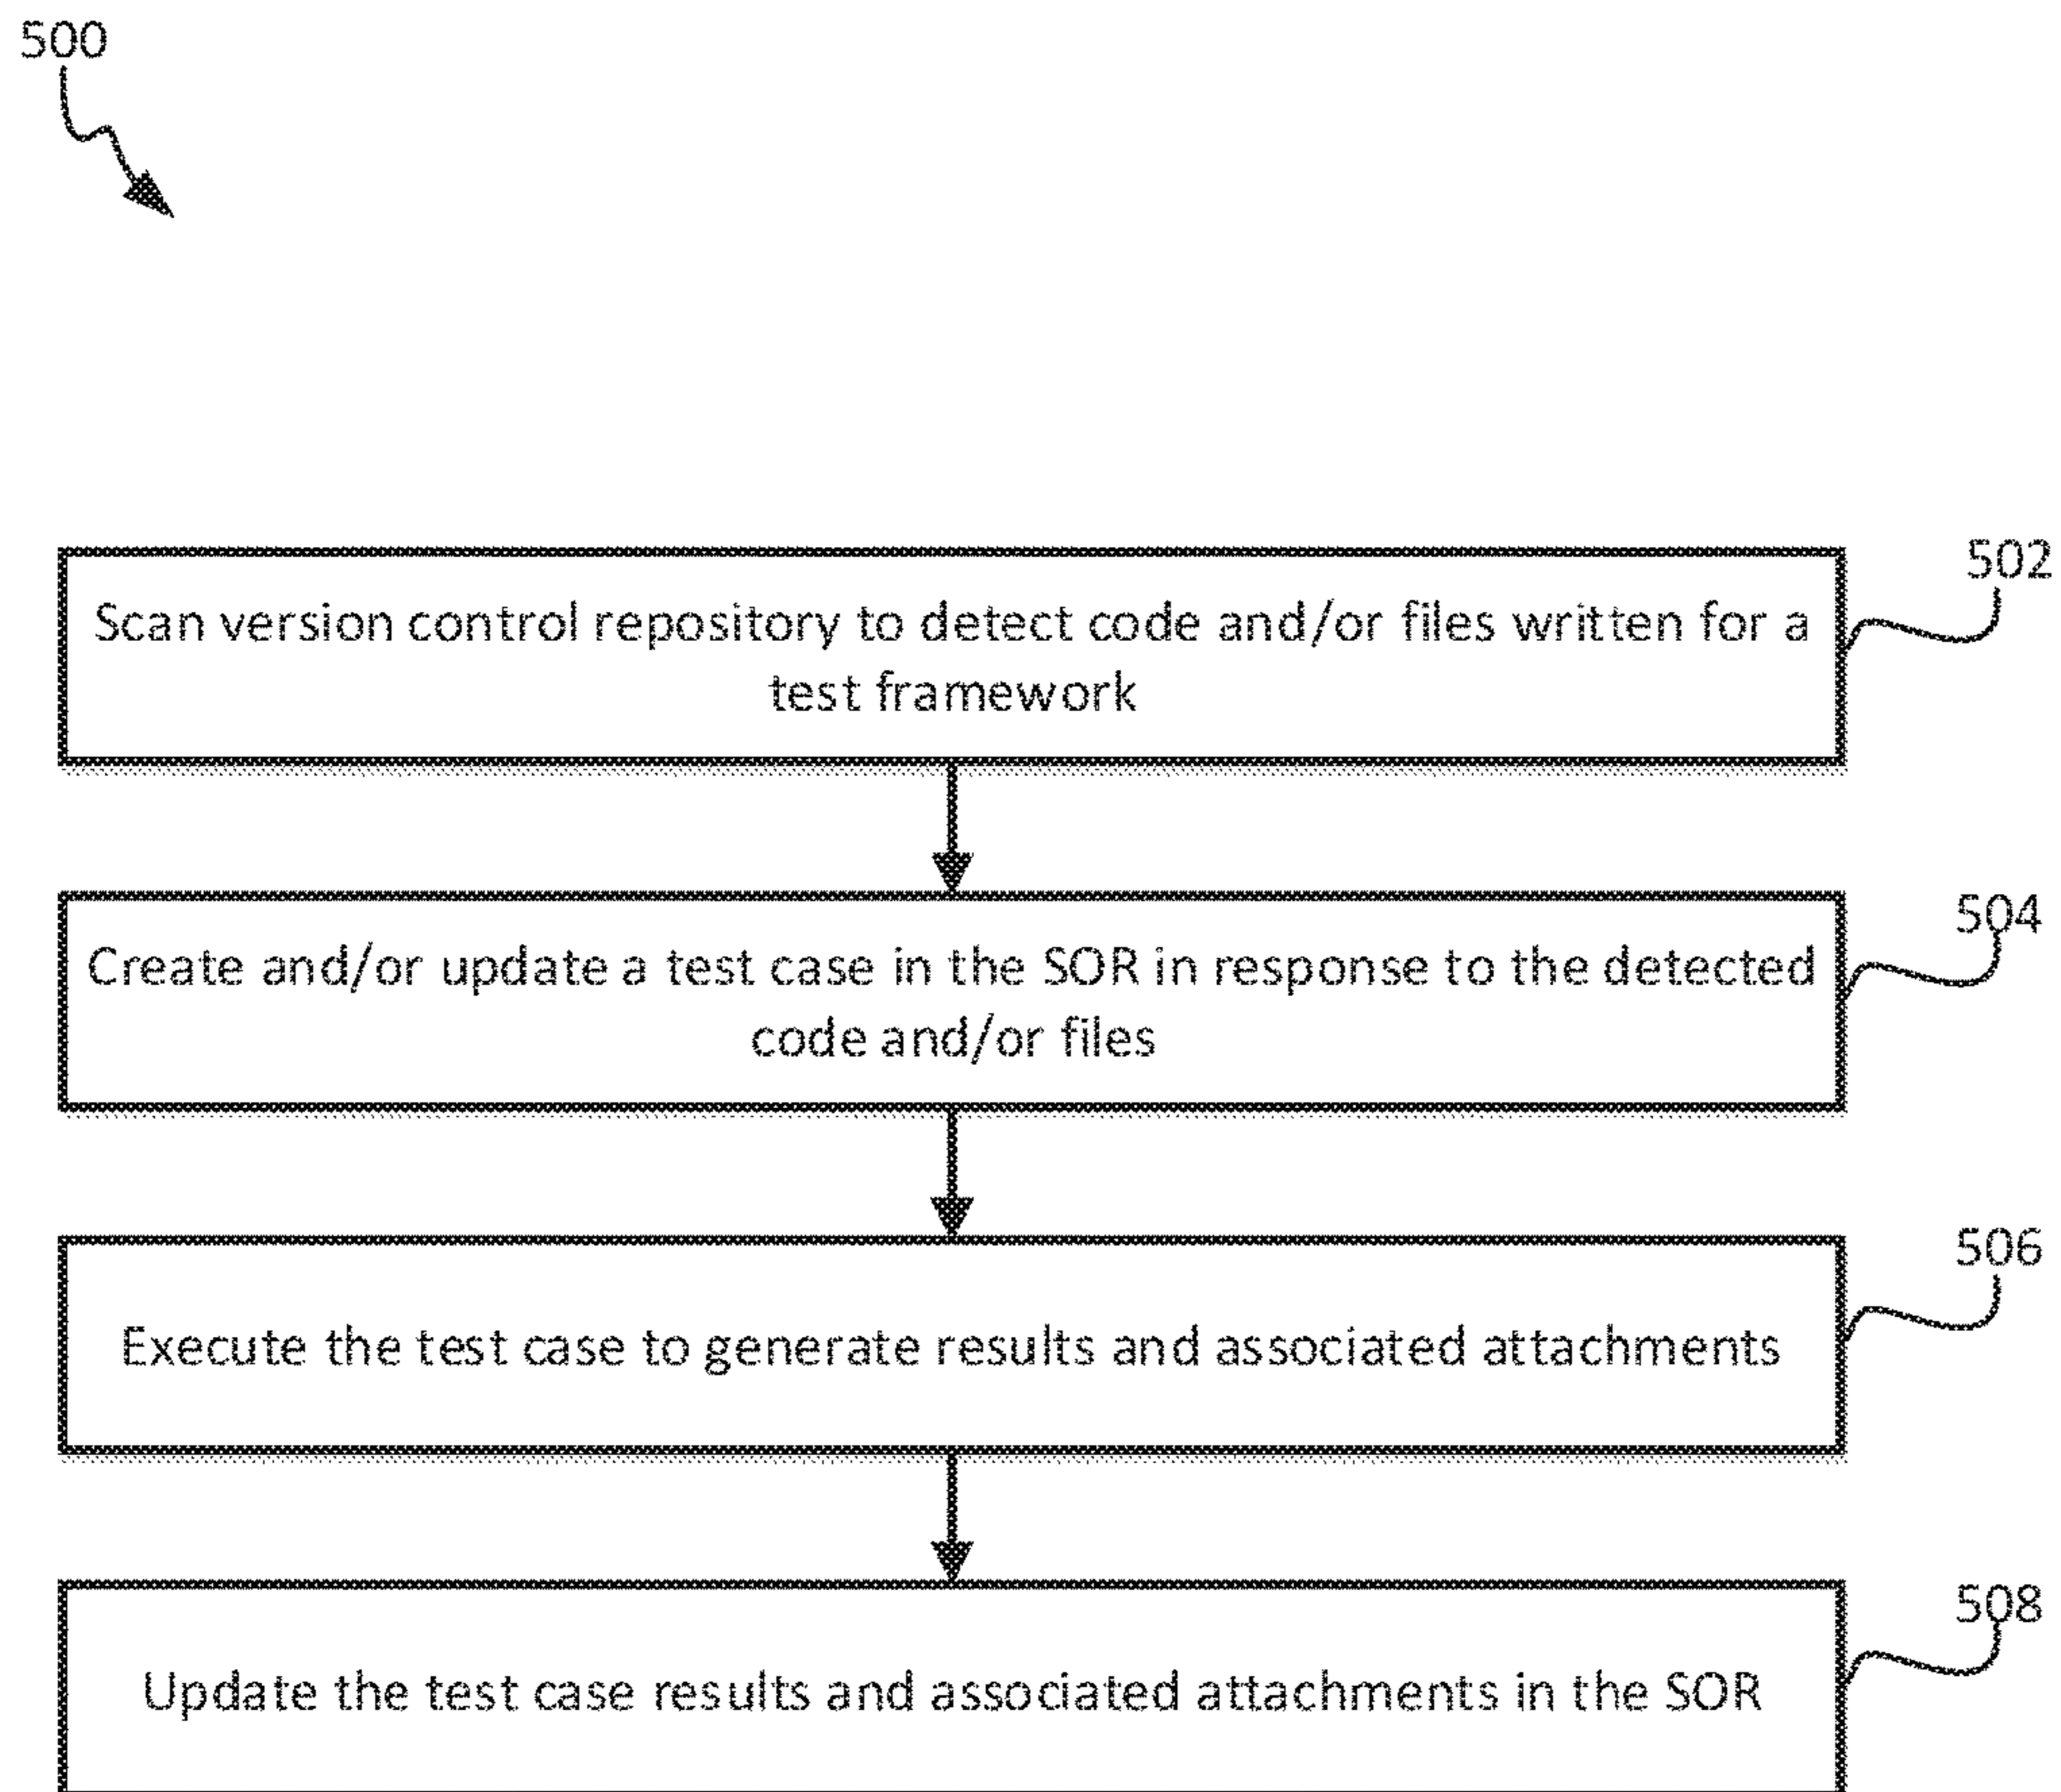 500
502
Scan version control repository to detect code and/or files written for a
test framework
504
Create and/or update a test case in the SOR in response to the detected
code and/or files
506
Execute the test case to generate results and associated attachments
508
Update the test case results and associated attachments in the SOR